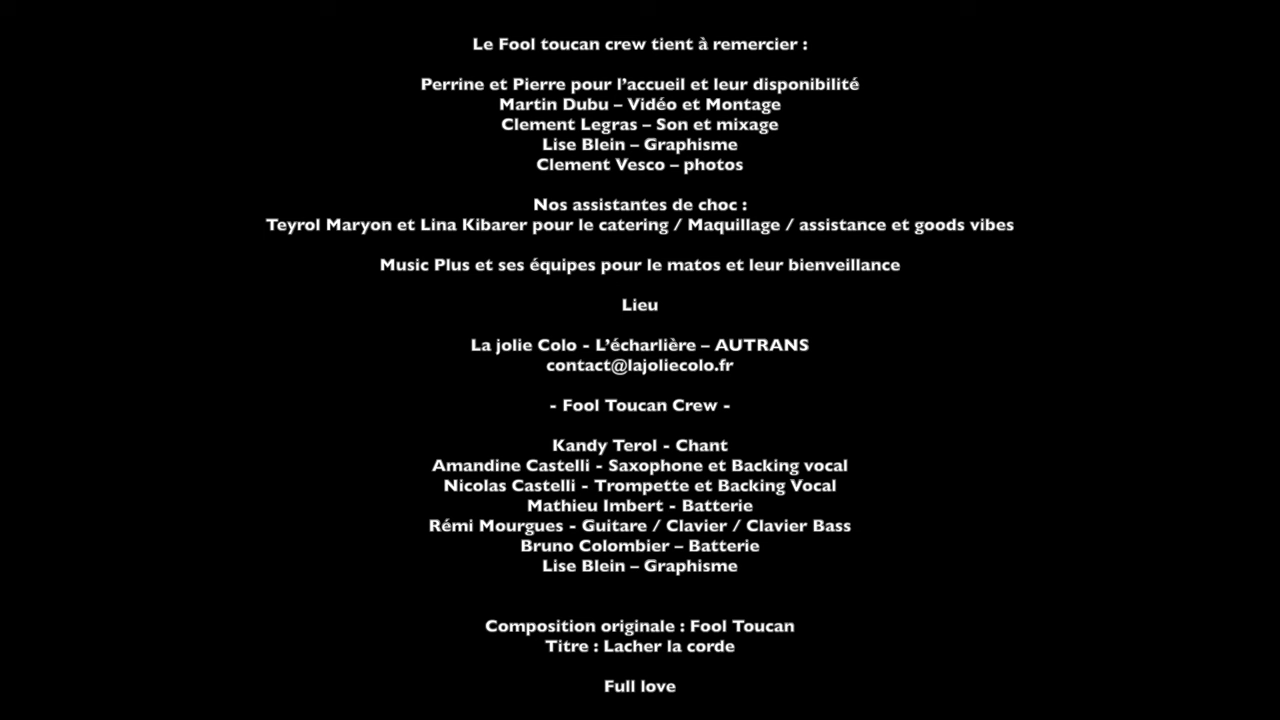 Le Fool toucan crew tient à remercier :
Perrine et Pierre pour l’accueil et leur disponibilité
Martin Dubu – Vidéo et Montage
Clement Legras – Son et mixage
Lise Blein – Graphisme
Clement Vesco – photos
Nos assistantes de choc :
Teyrol Maryon et Lina Kibarer pour le catering / Maquillage / assistance et goods vibes
Music Plus et ses équipes pour le matos et leur bienveillance
Lieu
La jolie Colo - L’écharlière – AUTRANS
contact@lajoliecolo.fr
- Fool Toucan Crew -
Kandy Terol - Chant
Amandine Castelli - Saxophone et Backing vocal
Nicolas Castelli - Trompette et Backing Vocal
Mathieu Imbert - Batterie
Rémi Mourgues - Guitare / Clavier / Clavier Bass
Bruno Colombier – Batterie
Lise Blein – Graphisme
Composition originale : Fool Toucan
Titre : Lacher la corde
Full love